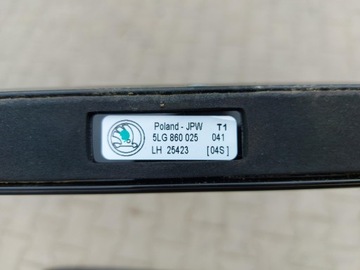 Poland - JPW T1
5LG 860 025 041
LH 25423 [04S]